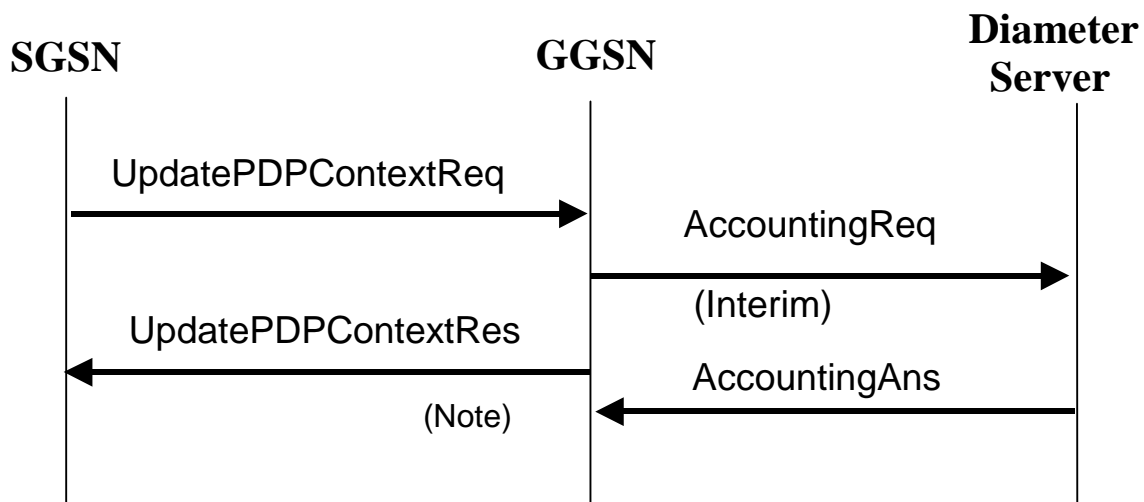 SGSN
GGSN
Diameter
Server
UpdatePDPContextReq
AccountingReq
(Interim)
UpdatePDPContextRes
AccountingAns
(Note)